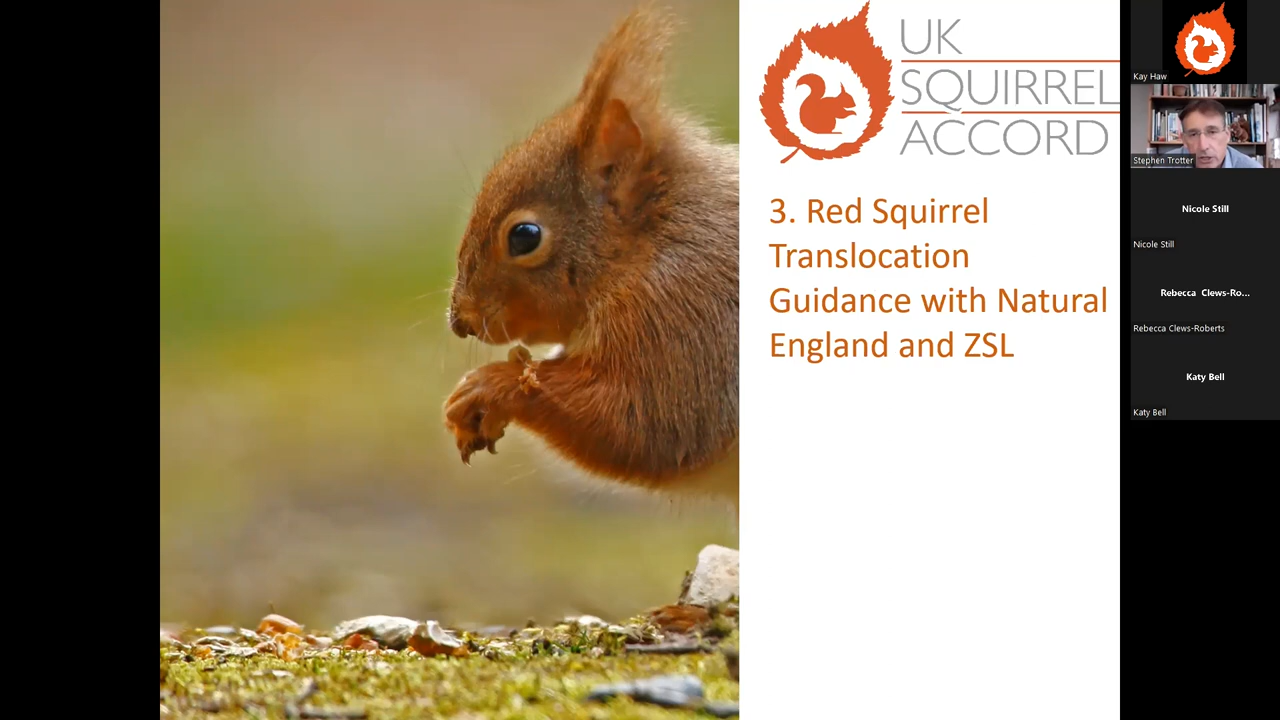 UK
SQUIRREL
ACCORD
3. Red Squirrel
Translocation
Guidance with Natural
England and ZSL
Kay Haw
Stephen Trotter
Nicole Still
Nicole Still
Rebecca Clews-Ro...
Rebecca Clews-Roberts
Katy Bell
Katy Bell